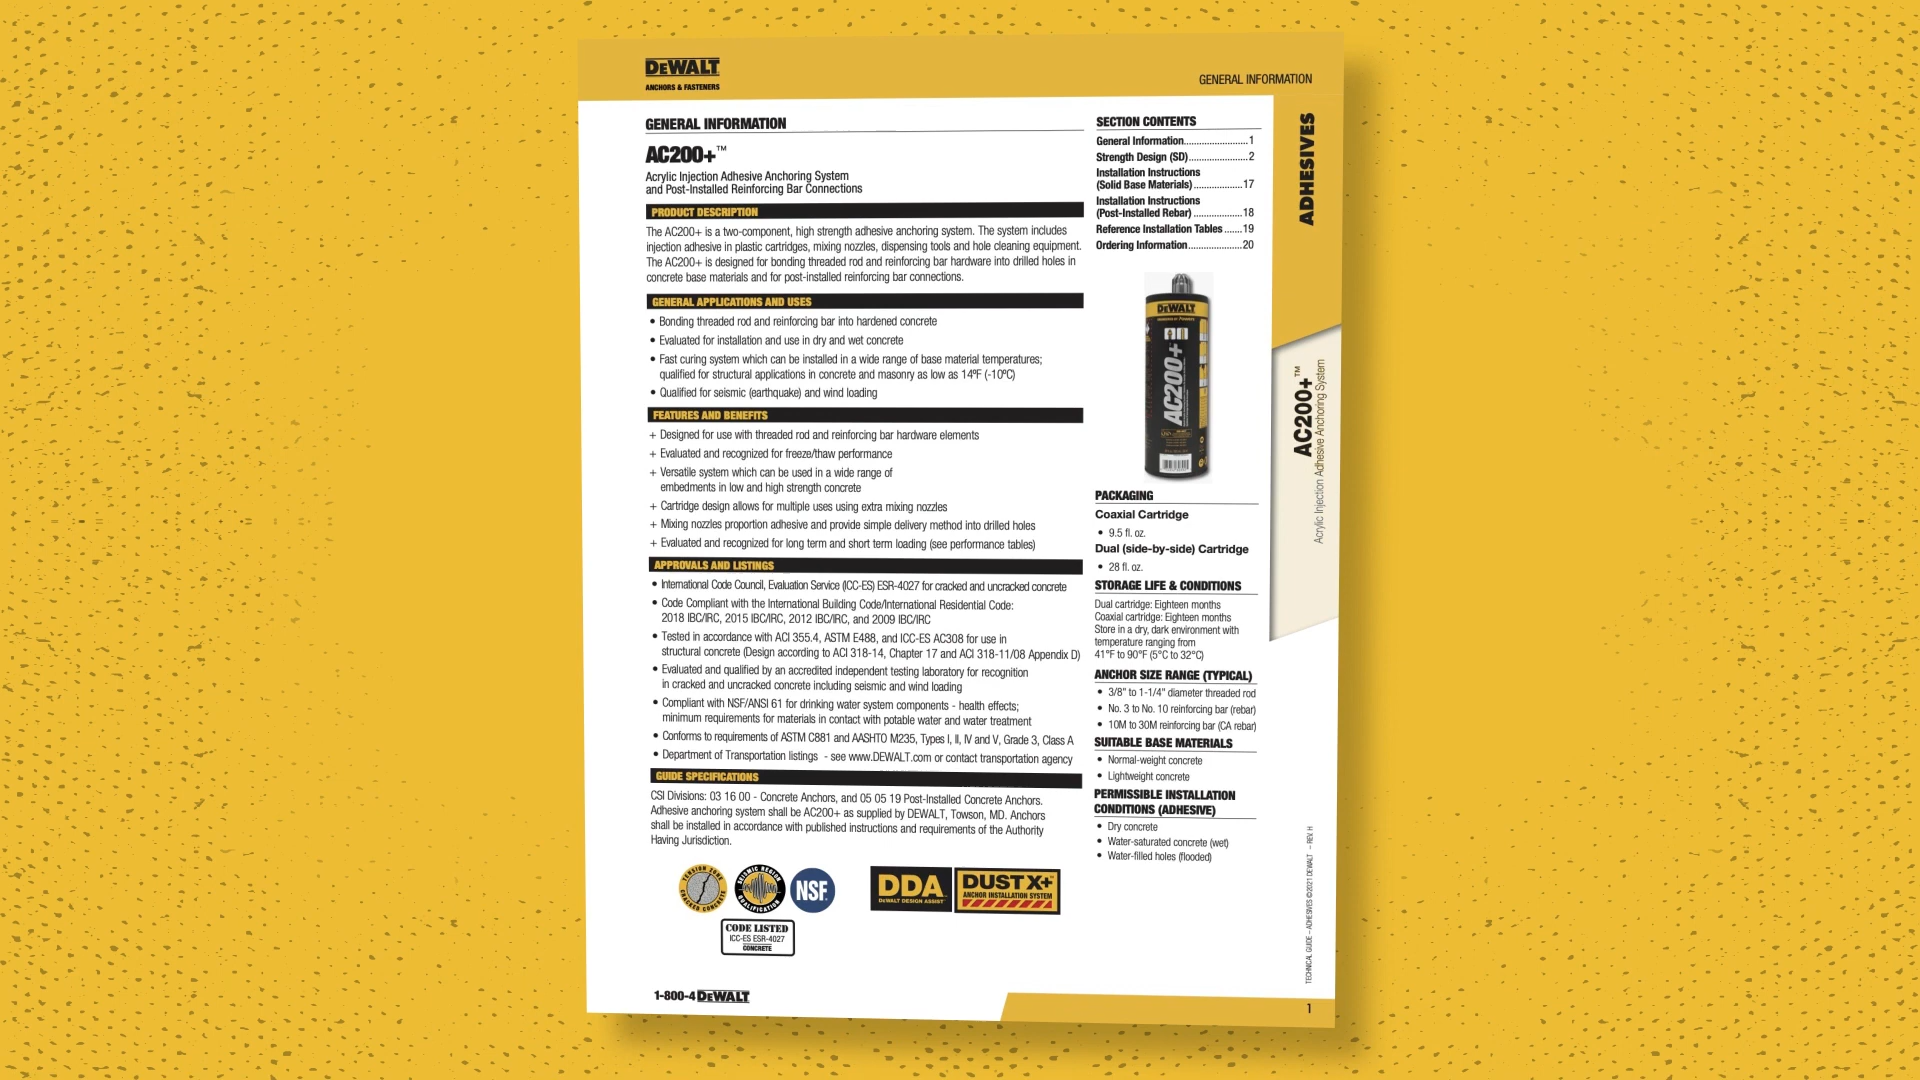 DEWALT
ANCHORS & FASTENERS
GENERAL INFORMATION
GENERAL INFORMATION
AC200+™
Acrylic Injection Adhesive Anchoring System
and Post-Installed Reinforcing Bar Connections
PRODUCT DESCRIPTION
The AC200+ is a two-component, high strength adhesive anchoring system. The system includes
injection adhesive in plastic cartridges, mixing nozzles, dispensing tools and hole cleaning equipment.
The AC200+ is designed for bonding threaded rod and reinforcing bar hardware into drilled holes in
concrete base materials and for post-installed reinforcing bar connections.
GENERAL APPLICATIONS AND USES
• Bonding threaded rod and reinforcing bar into hardened concrete
• Evaluated for installation and use in dry and wet concrete
• Fast curing system which can be installed in a wide range of base material temperatures;
qualified for structural applications in concrete and masonry as low as 14ºF (-10ºC)
• Qualified for seismic (earthquake) and wind loading
FEATURES AND BENEFITS
+ Designed for use with threaded rod and reinforcing bar hardware elements
+ Evaluated and recognized for freeze/thaw performance
+ Versatile system which can be used in a wide range of
embedments in low and high strength concrete
+ Cartridge design allows for multiple uses using extra mixing nozzles
+ Mixing nozzles proportion adhesive and provide simple delivery method into drilled holes
+ Evaluated and recognized for long term and short term loading (see performance tables)
APPROVALS AND LISTINGS
• International Code Council, Evaluation Service (ICC-ES) ESR-4027 for cracked and uncracked concrete
• Code Compliant with the International Building Code/International Residential Code:
2018 IBC/IRC, 2015 IBC/IRC, 2012 IBC/IRC, and 2009 IBC/IRC
• Tested in accordance with ACI 355.4, ASTM E488, and ICC-ES AC308 for use in
structural concrete (Design according to ACI 318-14, Chapter 17 and ACI 318-11/08 Appendix D)
• Evaluated and qualified by an accredited independent testing laboratory for recognition
in cracked and uncracked concrete including seismic and wind loading
• Compliant with NSF/ANSI 61 for drinking water system components - health effects;
minimum requirements for materials in contact with potable water and water treatment
• Conforms to requirements of ASTM C881 and AASHTO M235, Types I, II, IV and V, Grade 3, Class A
• Department of Transportation listings - see www.DEWALT.com or contact transportation agency
GUIDE SPECIFICATIONS
CSI Divisions: 03 16 00 - Concrete Anchors, and 05 05 19 Post-Installed Concrete Anchors.
Adhesive anchoring system shall be AC200+ as supplied by DEWALT, Towson, MD. Anchors
shall be installed in accordance with published instructions and requirements of the Authority
Having Jurisdiction.
TENSION ZONE
CRACKED CONCRETE
SEISMIC REGION
QUALIFICATION
NSF
DDA
DEWALT DESIGN ASSIST
DUST X+
ANCHOR INSTALLATION SYSTEM
CODE LISTED
ICC-ES ESR-4027
CONCRETE
1-800-4 DEWALT
SECTION CONTENTS
General Information........................1
Strength Design (SD)......................2
Installation Instructions
(Solid Base Materials)..................17
Installation Instructions
(Post-Installed Rebar)..................18
Reference Installation Tables.......19
Ordering Information....................20
DEWALT
AC200+
PACKAGING
Coaxial Cartridge
• 9.5 fl. oz.
Dual (side-by-side) Cartridge
• 28 fl. oz.
STORAGE LIFE & CONDITIONS
Dual cartridge: Eighteen months
Coaxial cartridge: Eighteen months
Store in a dry, dark environment with
temperature ranging from
41°F to 90°F (5°C to 32°C)
ANCHOR SIZE RANGE (TYPICAL)
• 3/8" to 1-1/4" diameter threaded rod
• No. 3 to No. 10 reinforcing bar (rebar)
• 10M to 30M reinforcing bar (CA rebar)
SUITABLE BASE MATERIALS
• Normal-weight concrete
• Lightweight concrete
PERMISSIBLE INSTALLATION
CONDITIONS (ADHESIVE)
• Dry concrete
• Water-saturated concrete (wet)
• Water-filled holes (flooded)
ADHESIVES
AC200+™
Acrylic Injection Adhesive Anchoring System
TECHNICAL GUIDE – ADHESIVES ©2021 DEWALT – REV. H
1